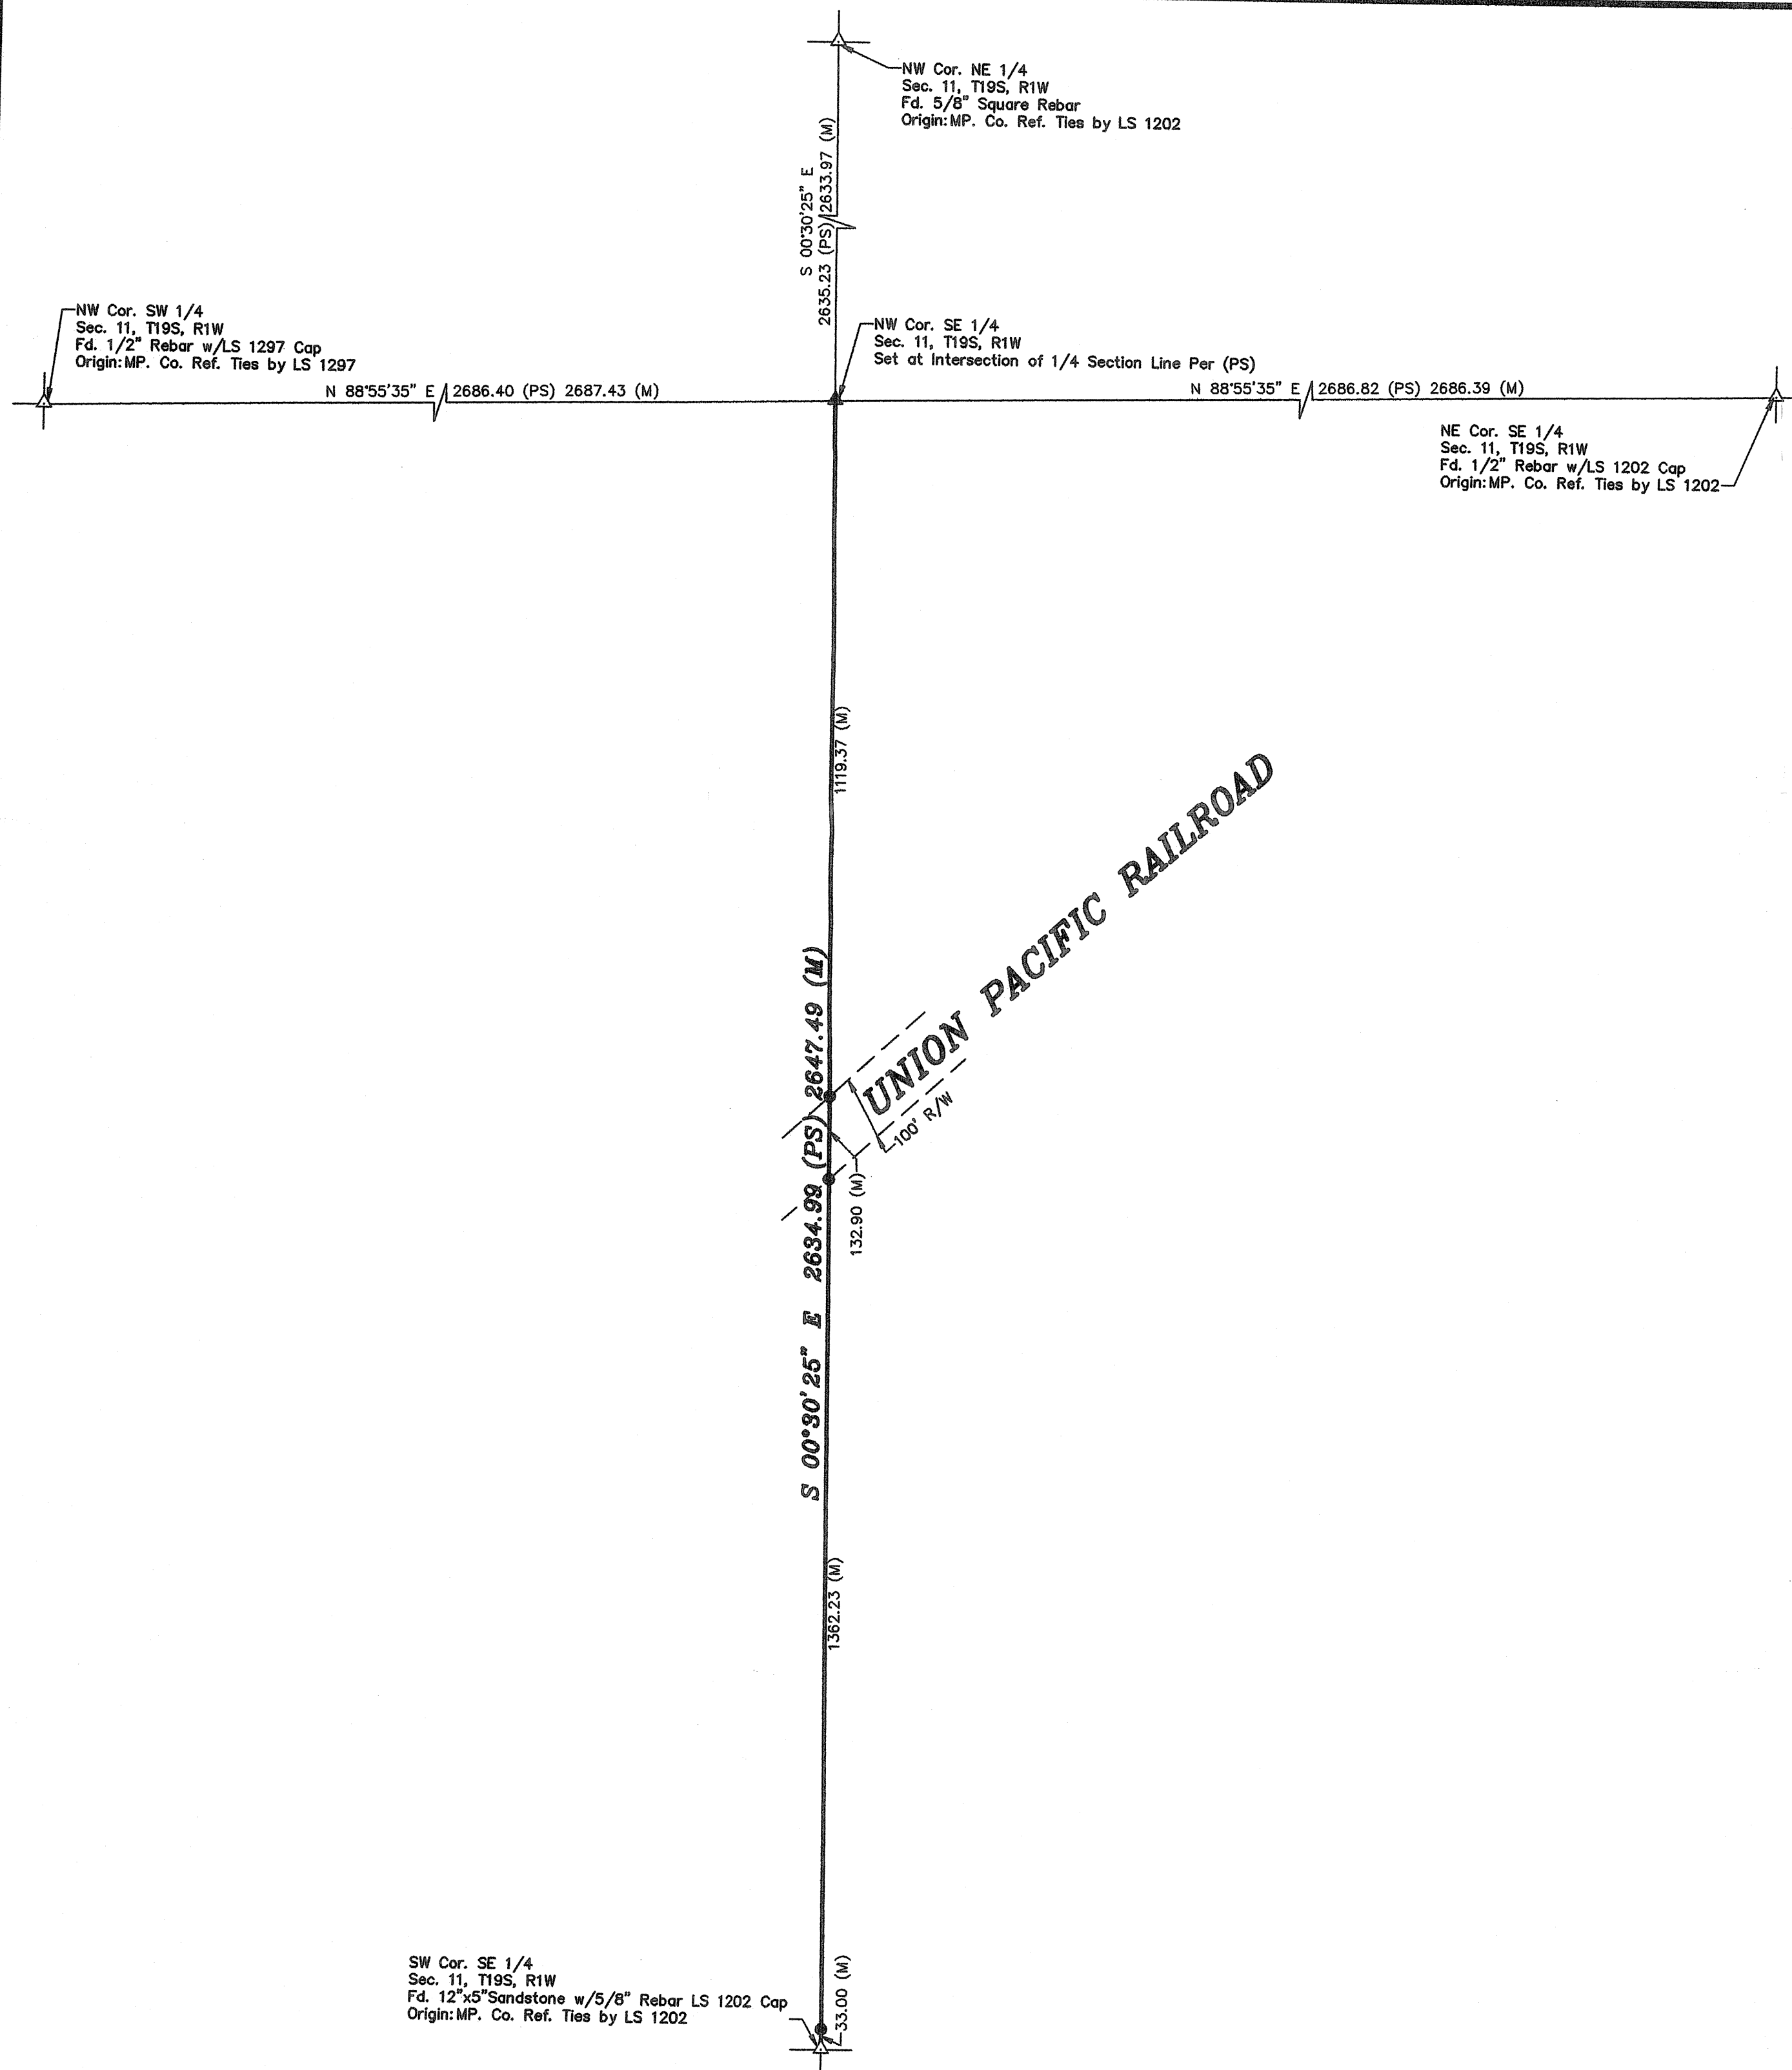 NW Cor. NE 1/4
Sec. 11, T19S, R1W
Fd. 5/8" Square Rebar
Origin: MP. Co. Ref. Ties by LS 1202
S 00°30'25" E
2635.23 (PS) 2633.97 (M)
NW Cor. SW 1/4
Sec. 11, T19S, R1W
Fd. 1/2" Rebar w/LS 1297 Cap
Origin: MP. Co. Ref. Ties by LS 1297
NW Cor. SE 1/4
Sec. 11, T19S, R1W
Set at Intersection of 1/4 Section Line Per (PS)
N 88°55'35" E 2686.40 (PS) 2687.43 (M)
N 88°55'35" E 2686.82 (PS) 2686.39 (M)
NE Cor. SE 1/4
Sec. 11, T19S, R1W
Fd. 1/2" Rebar w/LS 1202 Cap
Origin: MP. Co. Ref. Ties by LS 1202
1119.37 (M)
UNION PACIFIC RAILROAD
100' R/W
S 00°30'25" E 2634.99 (PS) 2647.49 (M)
132.90 (M)
1362.23 (M)
SW Cor. SE 1/4
Sec. 11, T19S, R1W
Fd. 12"x5"Sandstone w/5/8" Rebar LS 1202 Cap
Origin: MP. Co. Ref. Ties by LS 1202
33.00 (M)